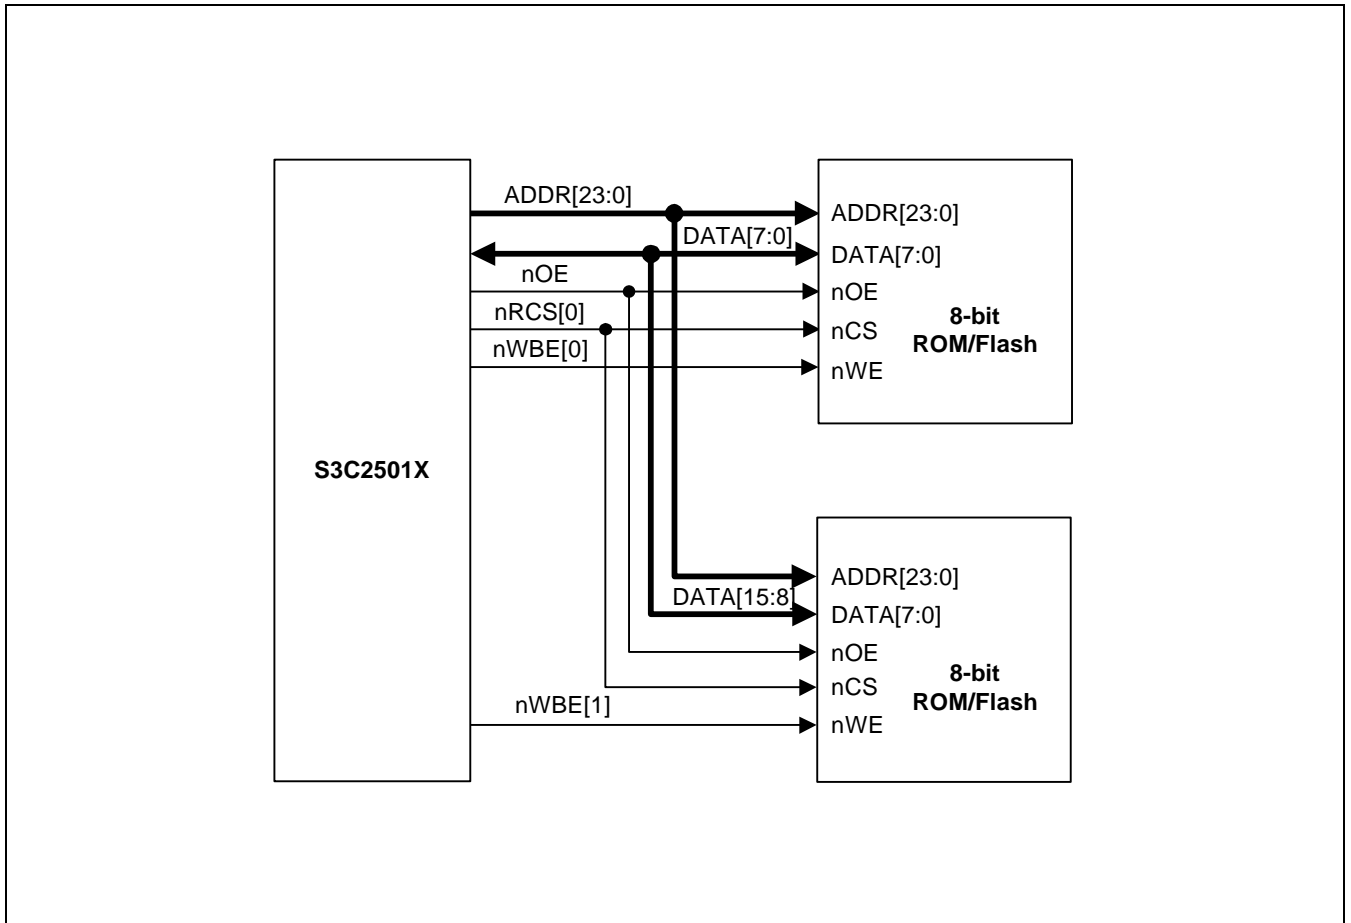 ADDR[23:0]
DATA[7:0]
nOE
nRCS[0]
nWBE[0]
ADDR[23:0]
DATA[7:0]
nOE
nCS
nWE
8-bit
ROM/Flash
S3C2501X
DATA[15:8]
nWBE[1]
ADDR[23:0]
DATA[7:0]
nOE
nCS
nWE
8-bit
ROM/Flash